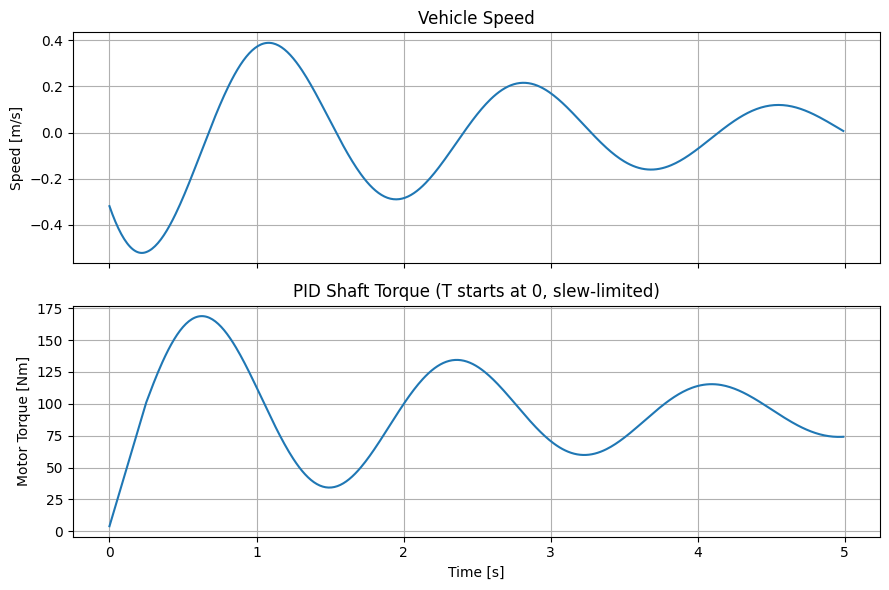 Vehicle Speed
Speed [m/s]
0.4
0.2
0.0
−0.2
−0.4
PID Shaft Torque (T starts at 0, slew-limited)
Motor Torque [Nm]
175
150
125
100
75
50
25
0
0 1 2 3 4 5
Time [s]